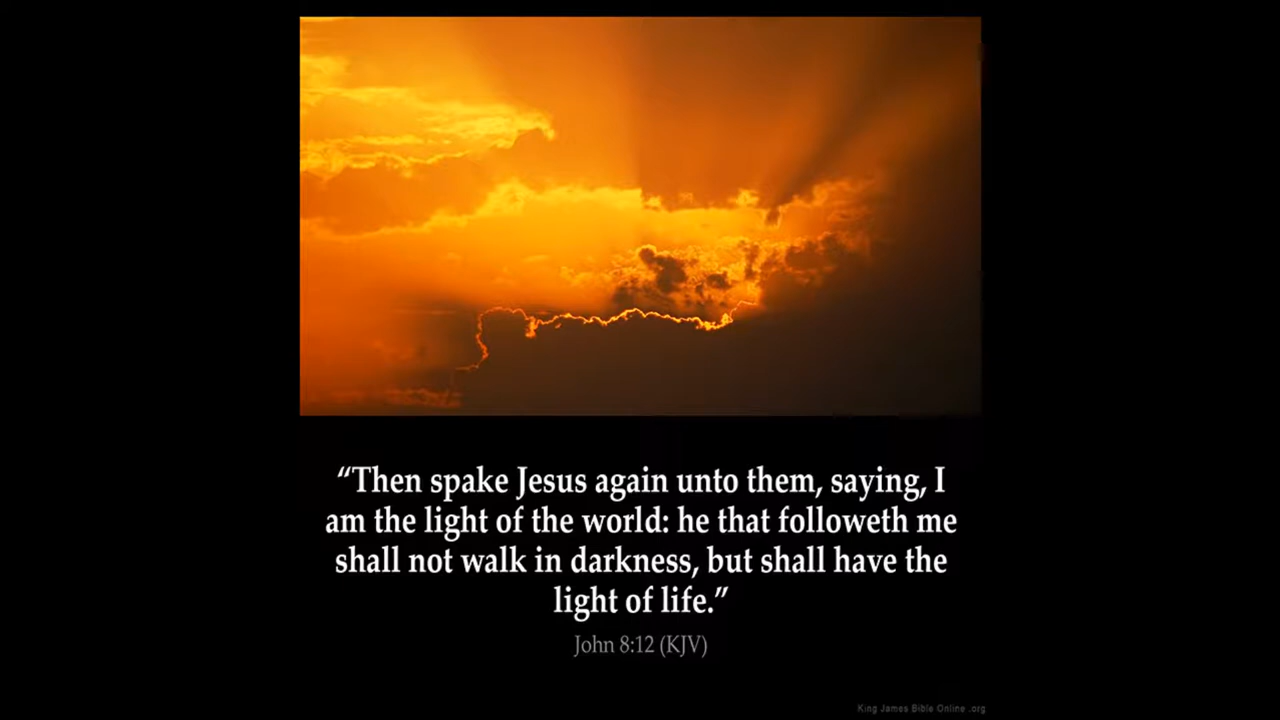 “Then spake Jesus again unto them, saying, I
am the light of the world: he that followeth me
shall not walk in darkness, but shall have the
light of life.”
John 8:12 (KJV)
King James Bible Online .org